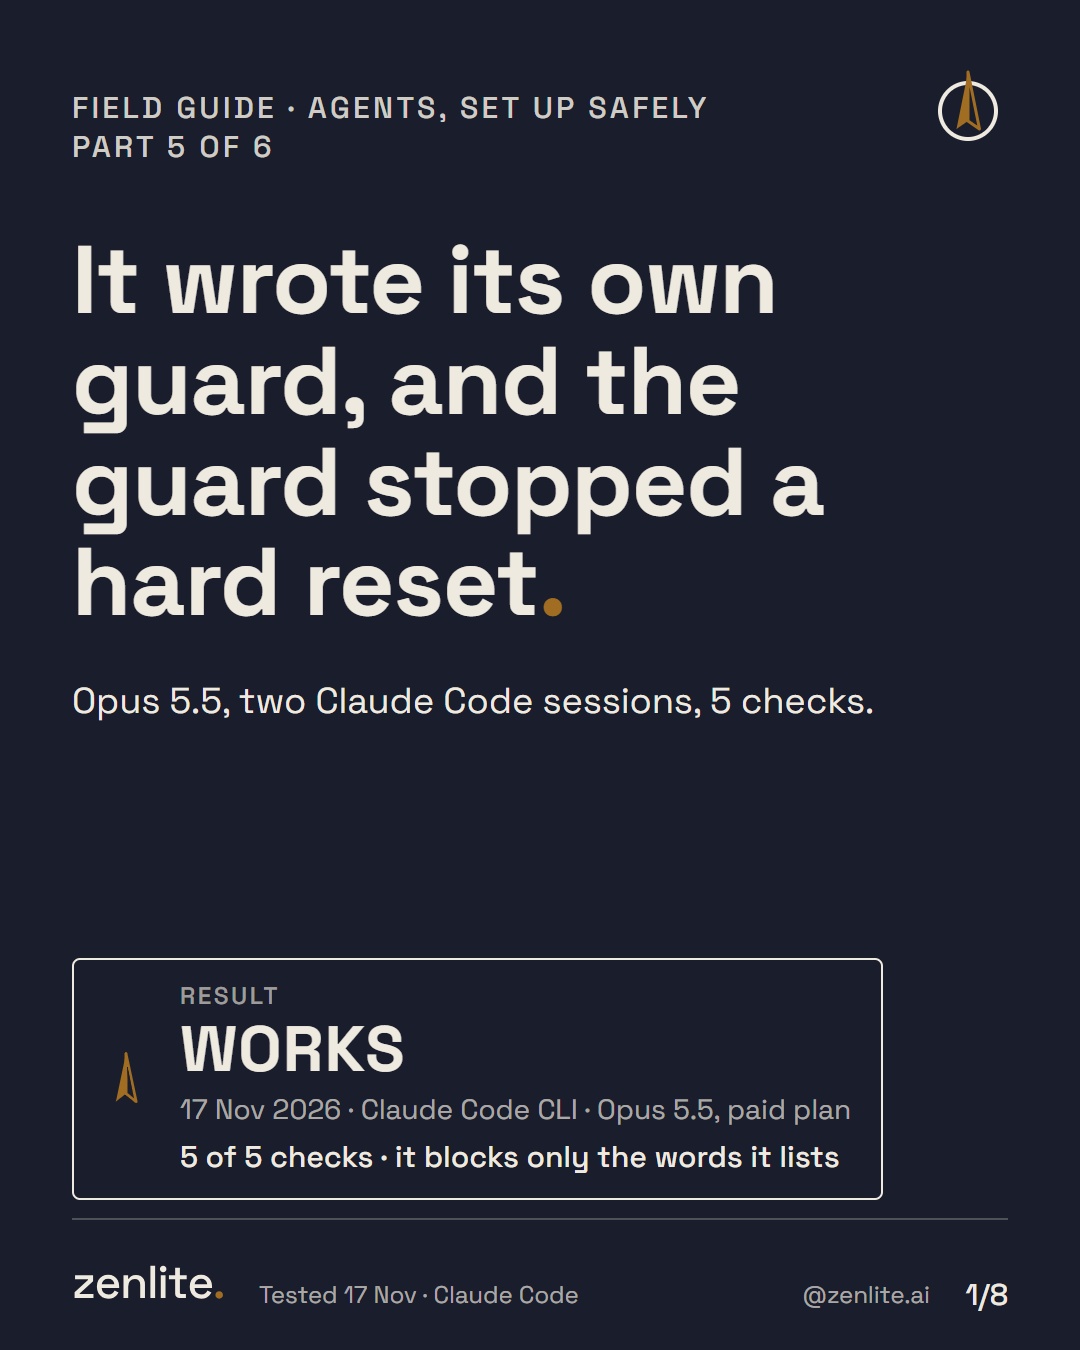 FIELD GUIDE · AGENTS, SET UP SAFELY
PART 5 OF 6
It wrote its own
guard, and the
guard stopped a
hard reset.
Opus 5.5, two Claude Code sessions, 5 checks.
RESULT
WORKS
17 Nov 2026 · Claude Code CLI · Opus 5.5, paid plan
5 of 5 checks · it blocks only the words it lists
zenlite. Tested 17 Nov · Claude Code @zenlite.ai 1/8